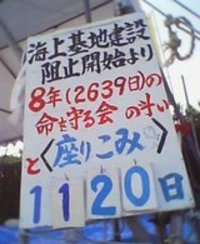 海上基地建設
阻止開始より
8年(2639日)の
命を守る会の斗い
と〈座りこみ〉
1120日